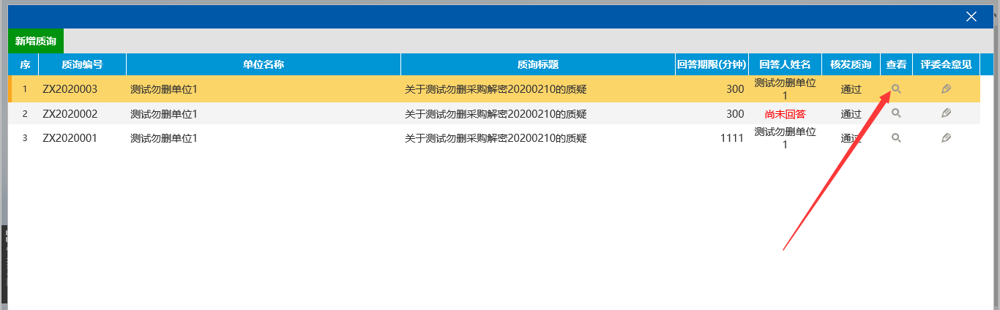 新增质询
序 质询编号 单位名称 质询标题 回答期限(分钟) 回答人姓名 核发质询 查看 评委会意见
1 ZX2020003 测试勿删单位1 关于测试勿删采购解密20200210的质疑 300 测试勿删单位1 通过
2 ZX2020002 测试勿删单位1 关于测试勿删采购解密20200210的质疑 300 尚未回答 通过
3 ZX2020001 测试勿删单位1 关于测试勿删采购解密20200210的质疑 1111 测试勿删单位1 通过